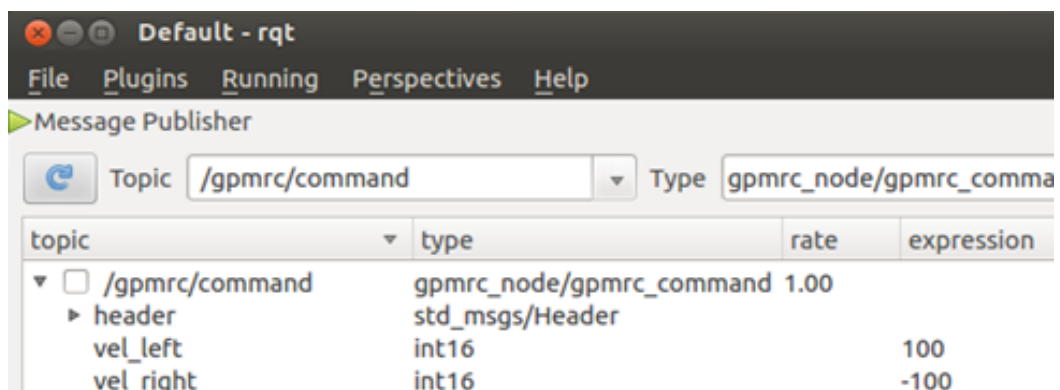 Default - rqt
File Plugins Running Perspectives Help
Message Publisher
Topic /gpmrc/command Type gpmrc_node/gpmrc_comma
topic type rate expression
/gpmrc/command gpmrc_node/gpmrc_command 1.00
header std_msgs/Header
vel_left int16 100
vel_right int16 -100